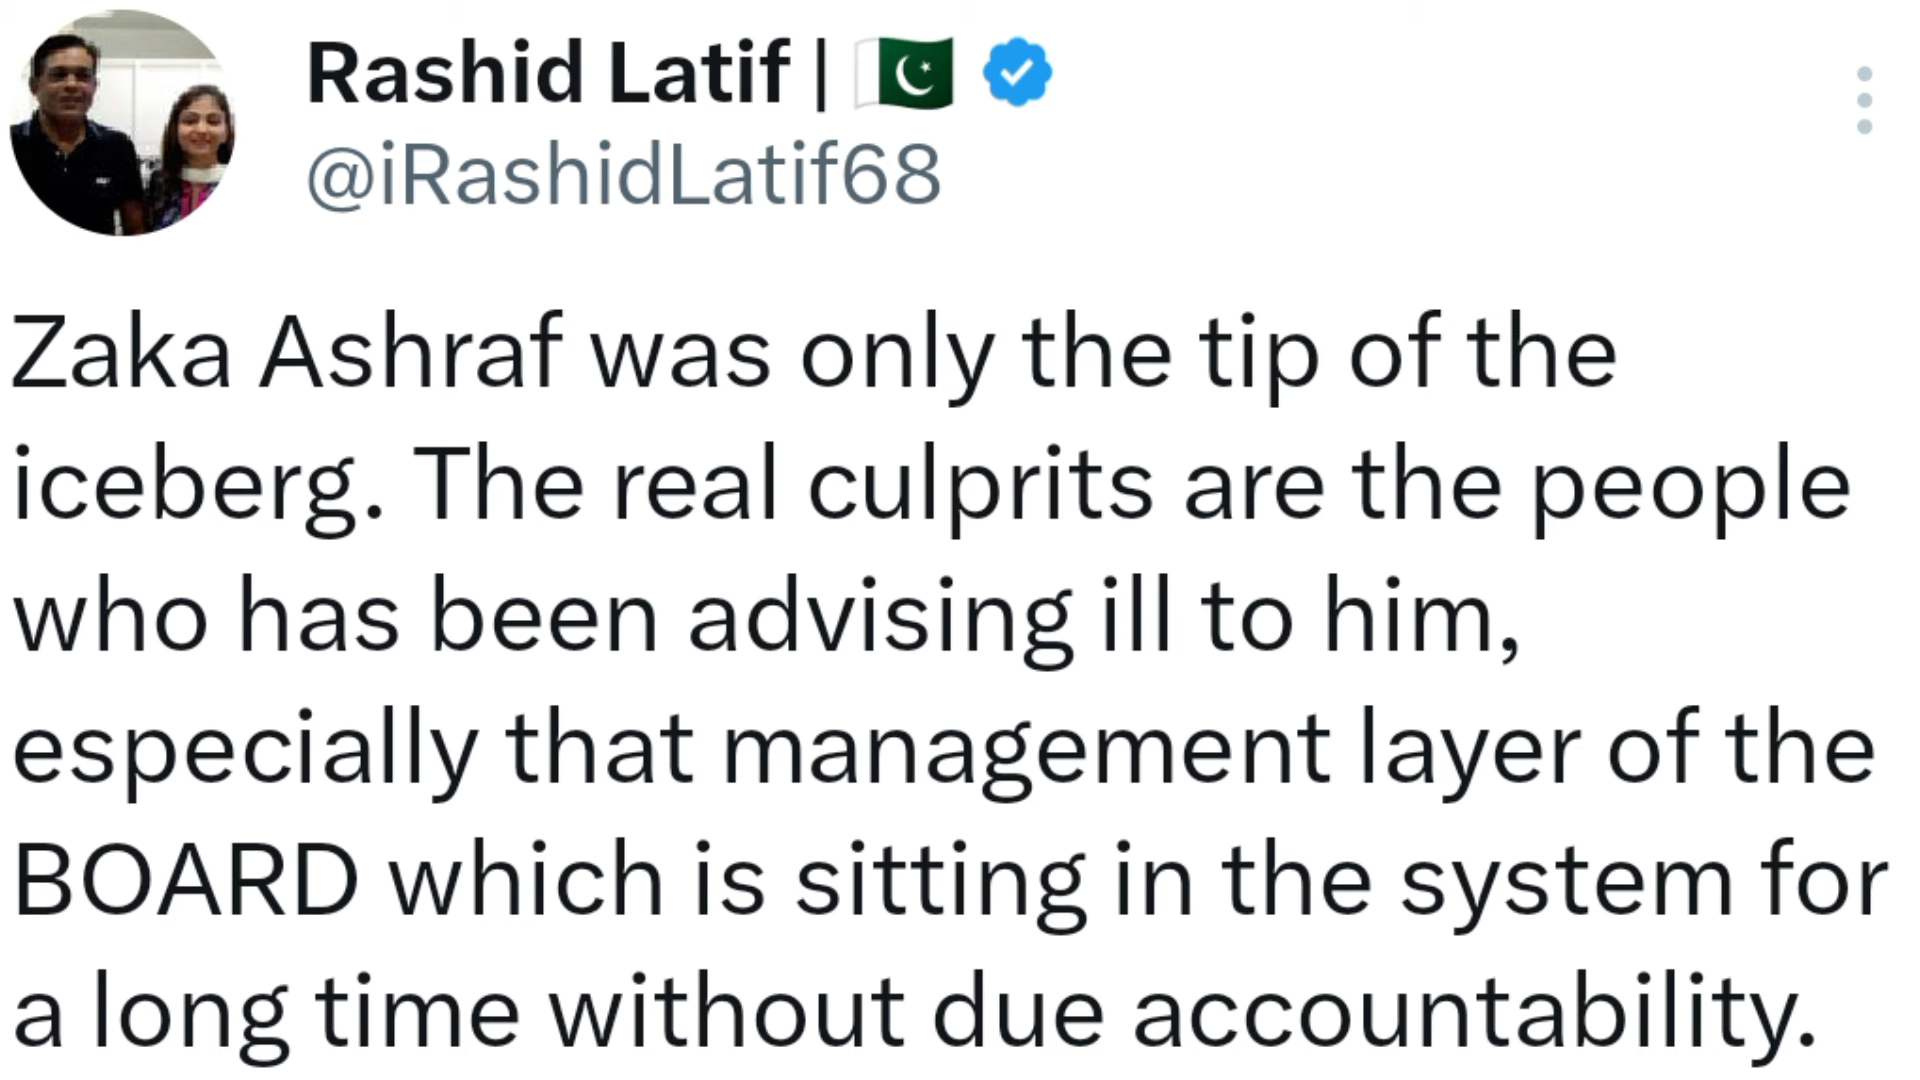 Rashid Latif | 🇵🇰
@iRashidLatif68
Zaka Ashraf was only the tip of the
iceberg. The real culprits are the people
who has been advising ill to him,
especially that management layer of the
BOARD which is sitting in the system for
a long time without due accountability.